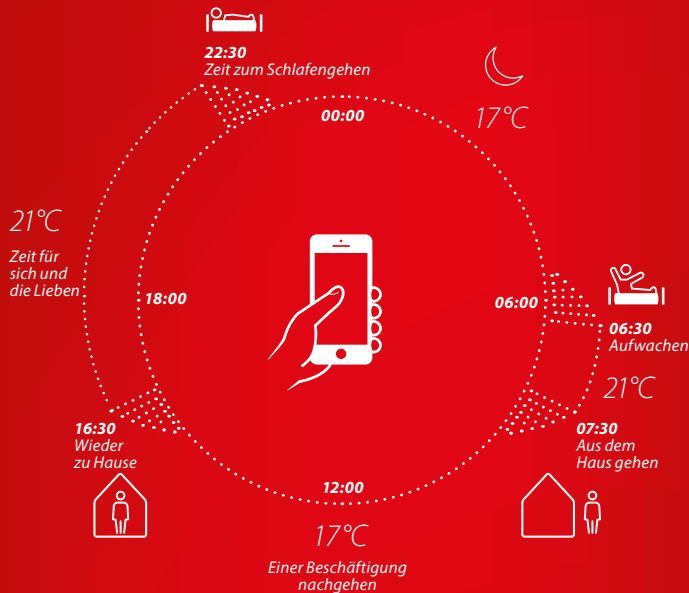 22:30
Zeit zum Schlafengehen
00:00
17°C
21°C
Zeit für
sich und
die Lieben
18:00
06:00
06:30
Aufwachen
21°C
16:30
Wieder
zu Hause
07:30
Aus dem
Haus gehen
12:00
17°C
Einer Beschäftigung
nachgehen